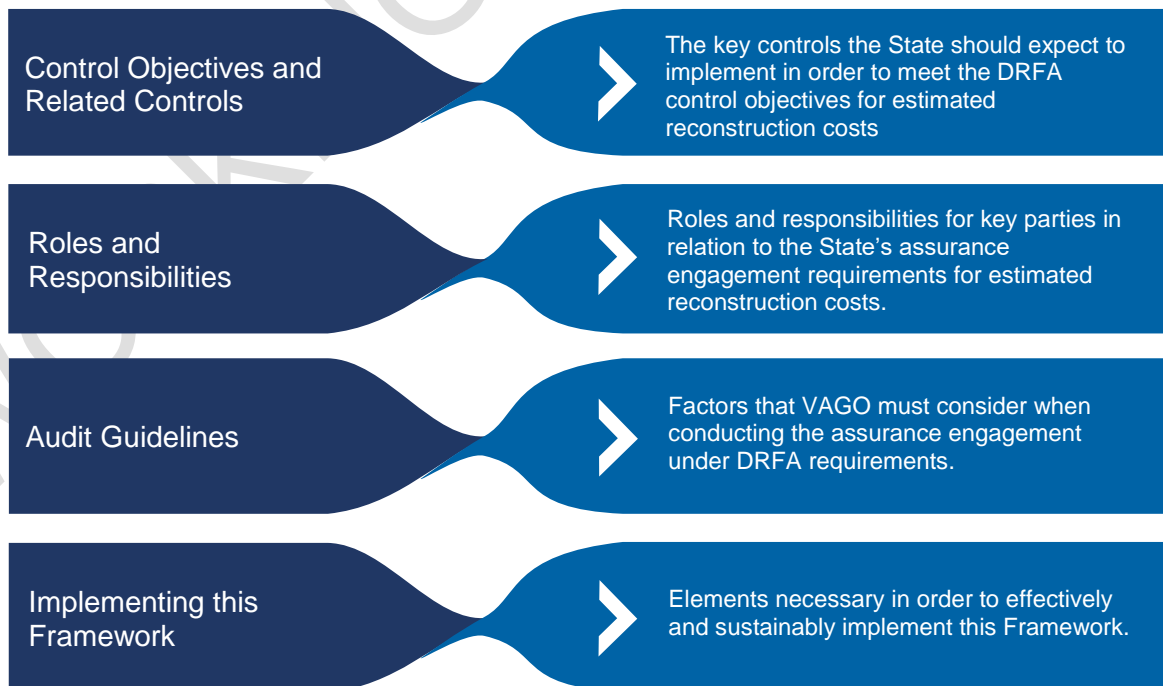 Control Objectives and
Related Controls
The key controls the State should expect to
implement in order to meet the DRFA
control objectives for estimated
reconstruction costs
Roles and
Responsibilities
Roles and responsibilities for key parties in
relation to the State's assurance
engagement requirements for estimated
reconstruction costs.
Audit Guidelines
Factors that VAGO must consider when
conducting the assurance engagement
under DRFA requirements.
Implementing this
Framework
Elements necessary in order to effectively
and sustainably implement this Framework.